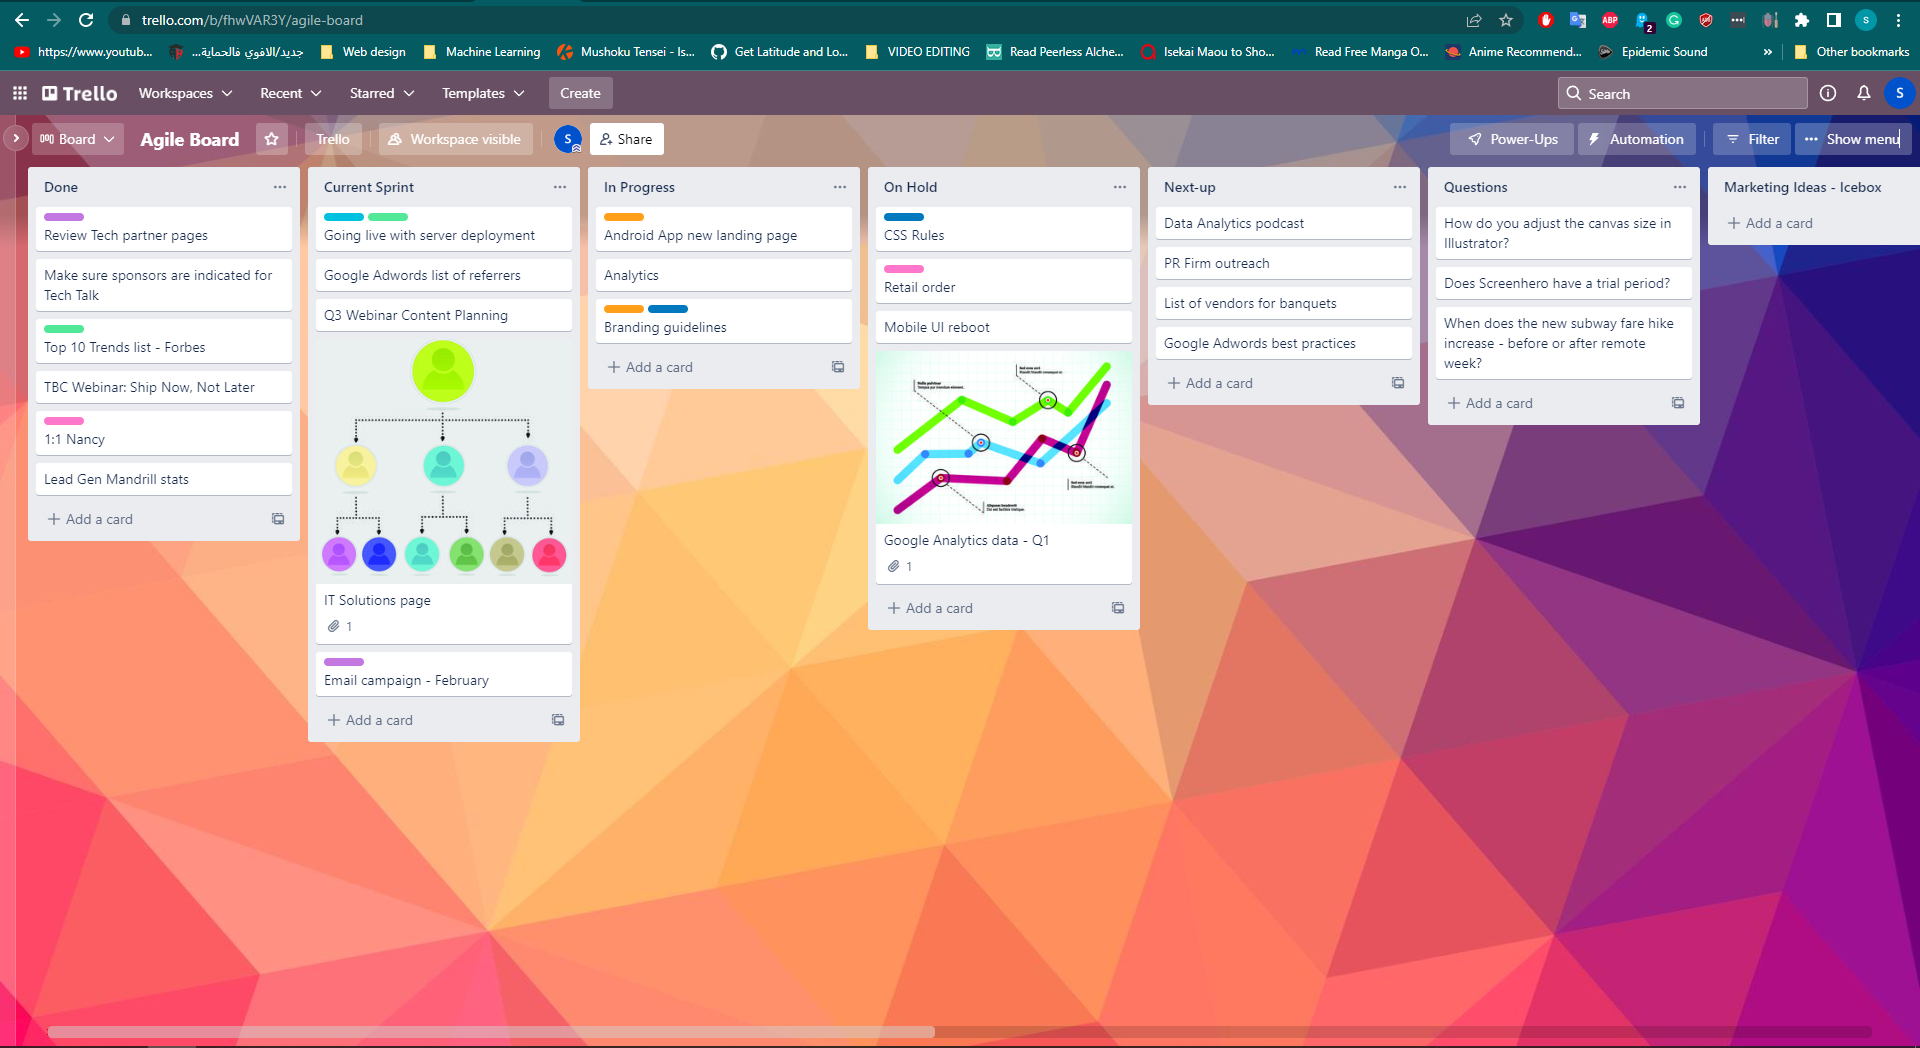 trello.com/b/fhwVAR3Y/agile-board
2
S
https://www.youtub...
جديد/الافوي فالحماية...
Web design
Machine Learning
Mushoku Tensei - Is...
Get Latitude and Lo...
VIDEO EDITING
Read Peerless Alche...
Isekai Maou to Sho...
Read Free Manga O...
Anime Recommend...
Epidemic Sound
»
Other bookmarks
Trello
Workspaces
Recent
Starred
Templates
Create
Search
S
Board
Agile Board
Trello
Workspace visible
S
Share
Power-Ups
Automation
Filter
Show menu
Done
Review Tech partner pages
Make sure sponsors are indicated for
Tech Talk
Top 10 Trends list - Forbes
TBC Webinar: Ship Now, Not Later
1:1 Nancy
Lead Gen Mandrill stats
+ Add a card
Current Sprint
Going live with server deployment
Google Adwords list of referrers
Q3 Webinar Content Planning
IT Solutions page
1
Email campaign - February
+ Add a card
In Progress
Android App new landing page
Analytics
Branding guidelines
+ Add a card
On Hold
CSS Rules
Retail order
Mobile UI reboot
Google Analytics data - Q1
1
+ Add a card
Next-up
Data Analytics podcast
PR Firm outreach
List of vendors for banquets
Google Adwords best practices
+ Add a card
Questions
How do you adjust the canvas size in
Illustrator?
Does Screenhero have a trial period?
When does the new subway fare hike
increase - before or after remote
week?
+ Add a card
Marketing Ideas - Icebox
+ Add a card